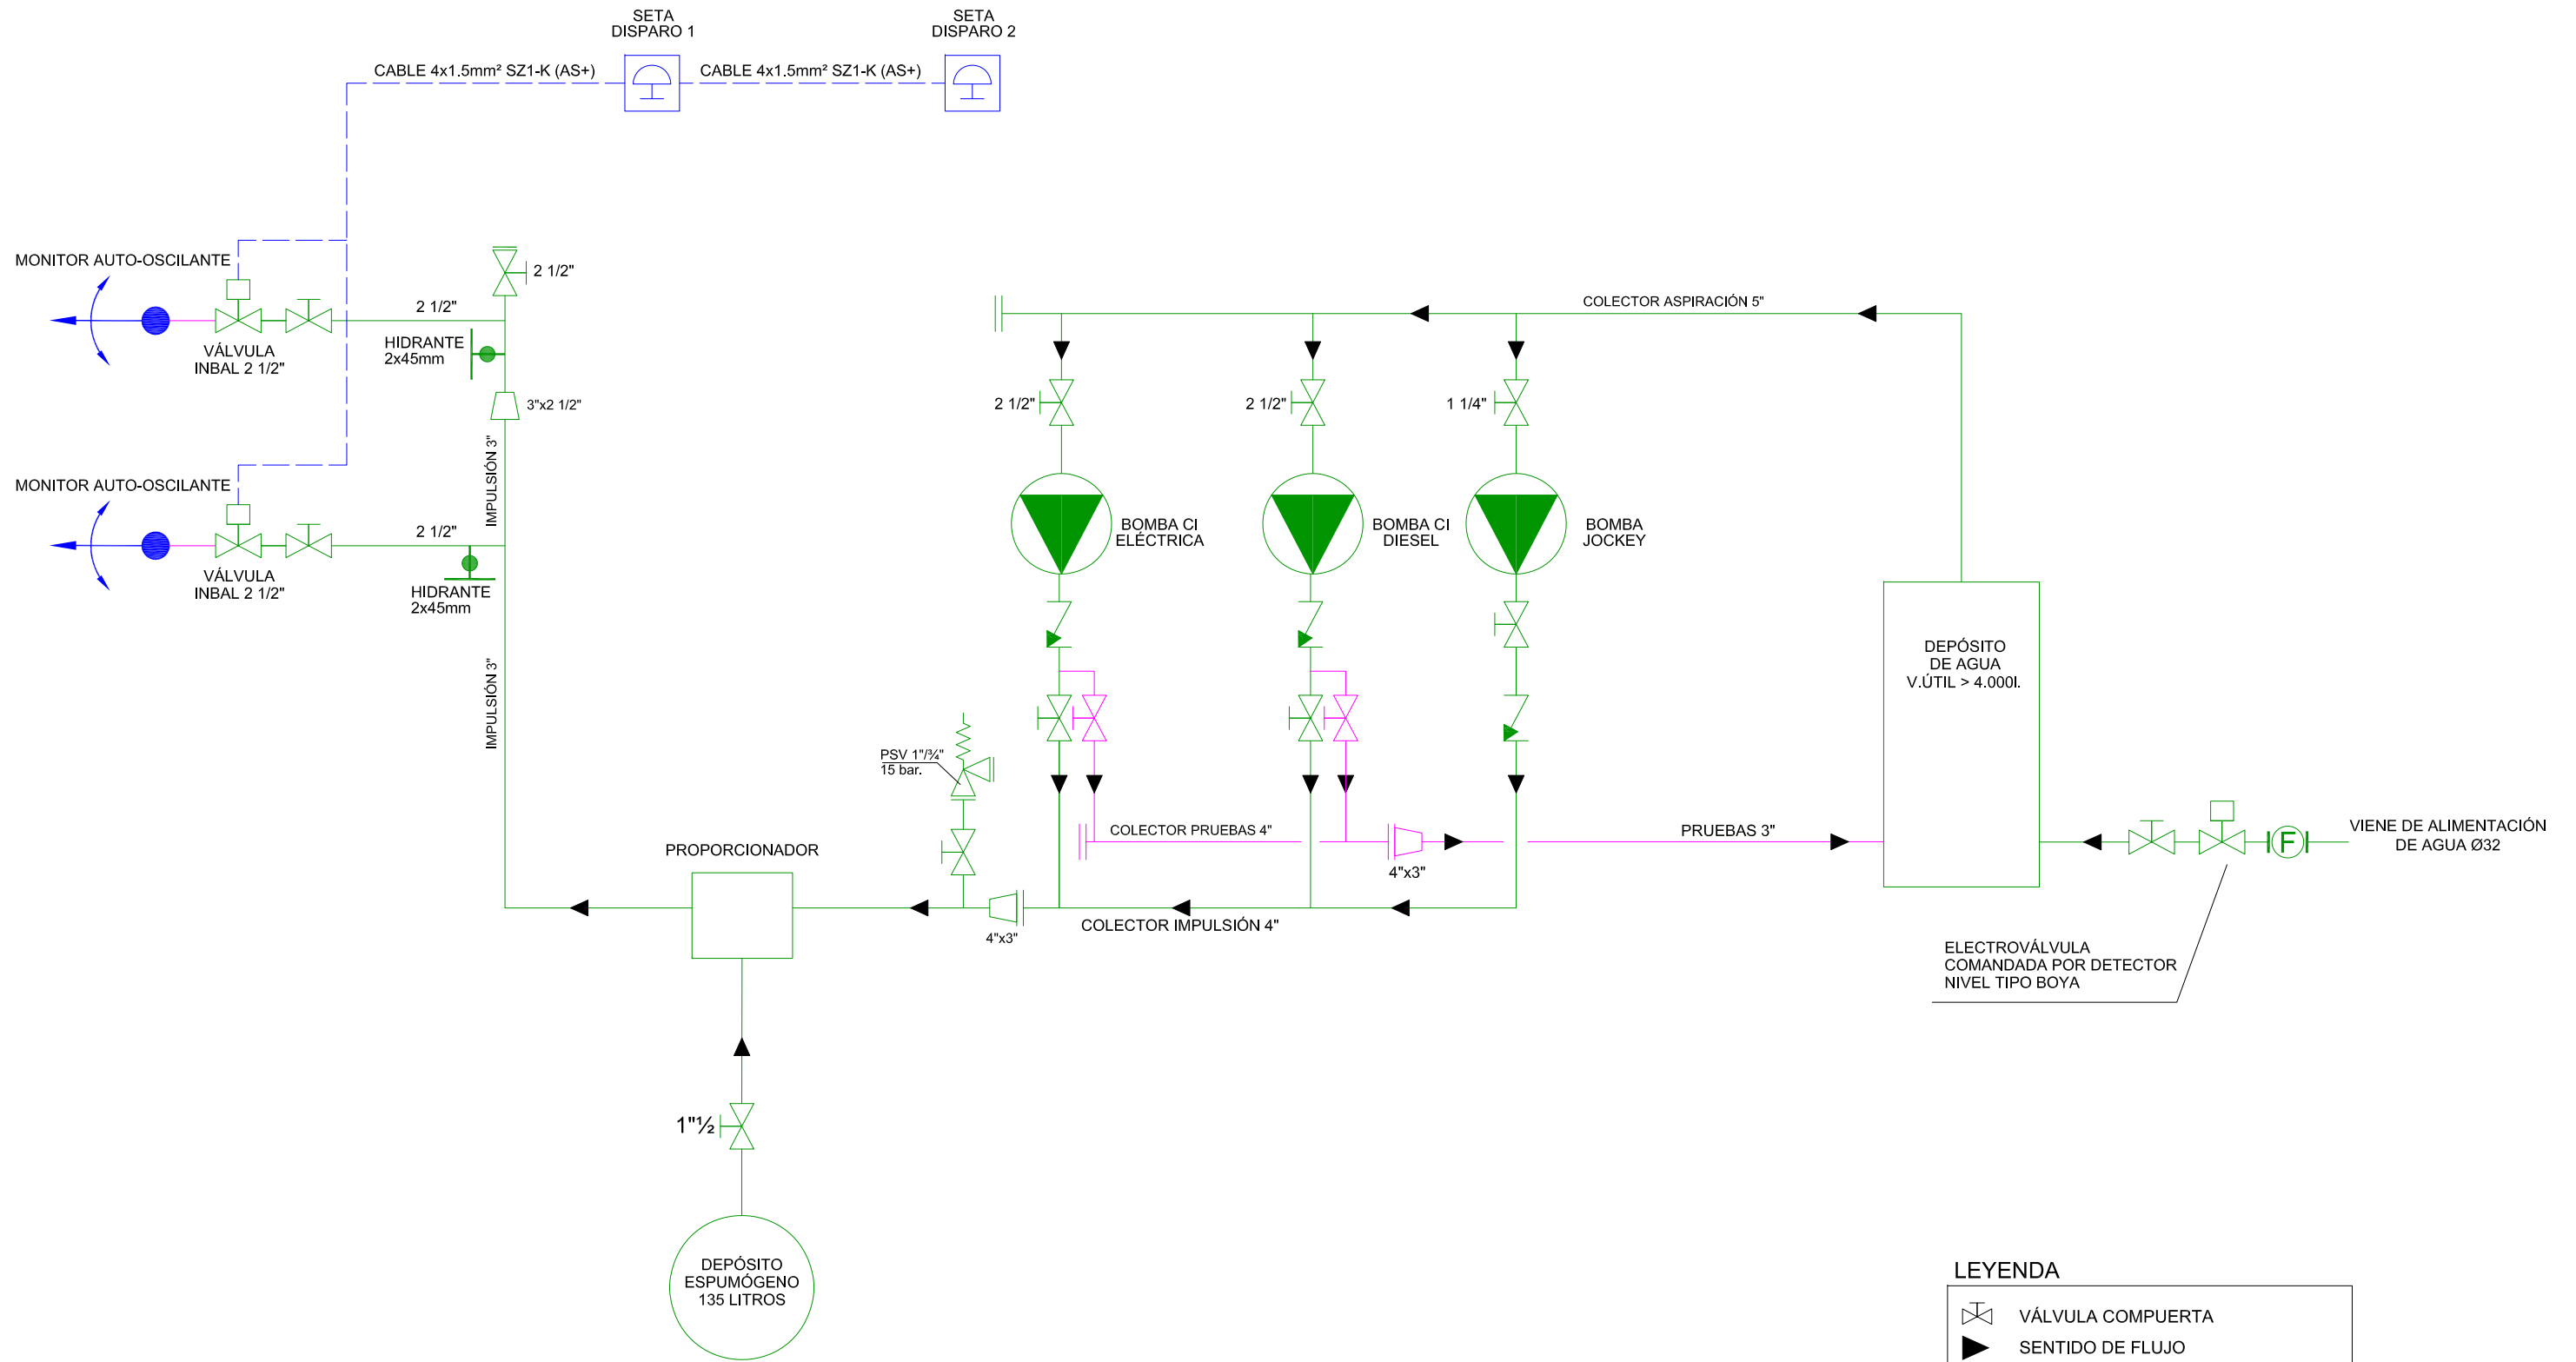 SETA
DISPARO 1
SETA
DISPARO 2
CABLE 4x1.5mm² SZ1-K (AS+)
CABLE 4x1.5mm² SZ1-K (AS+)
MONITOR AUTO-OSCILANTE
2 1/2"
2 1/2"
HIDRANTE
2x45mm
VÁLVULA
INBAL 2 1/2"
3"x2 1/2"
IMPULSIÓN 3"
MONITOR AUTO-OSCILANTE
2 1/2"
VÁLVULA
INBAL 2 1/2"
HIDRANTE
2x45mm
IMPULSIÓN 3"
COLECTOR ASPIRACIÓN 5"
2 1/2"
2 1/2"
1 1/4"
BOMBA CI
ELÉCTRICA
BOMBA CI
DIESEL
BOMBA
JOCKEY
DEPÓSITO
DE AGUA
V.ÚTIL > 4.000l.
PSV 1"/¾"
15 bar.
COLECTOR PRUEBAS 4"
4"x3"
PRUEBAS 3"
F
VIENE DE ALIMENTACIÓN
DE AGUA Ø32
PROPORCIONADOR
4"x3"
COLECTOR IMPULSIÓN 4"
ELECTROVÁLVULA
COMANDADA POR DETECTOR
NIVEL TIPO BOYA
1"½
DEPÓSITO
ESPUMÓGENO
135 LITROS
LEYENDA
VÁLVULA COMPUERTA
SENTIDO DE FLUJO